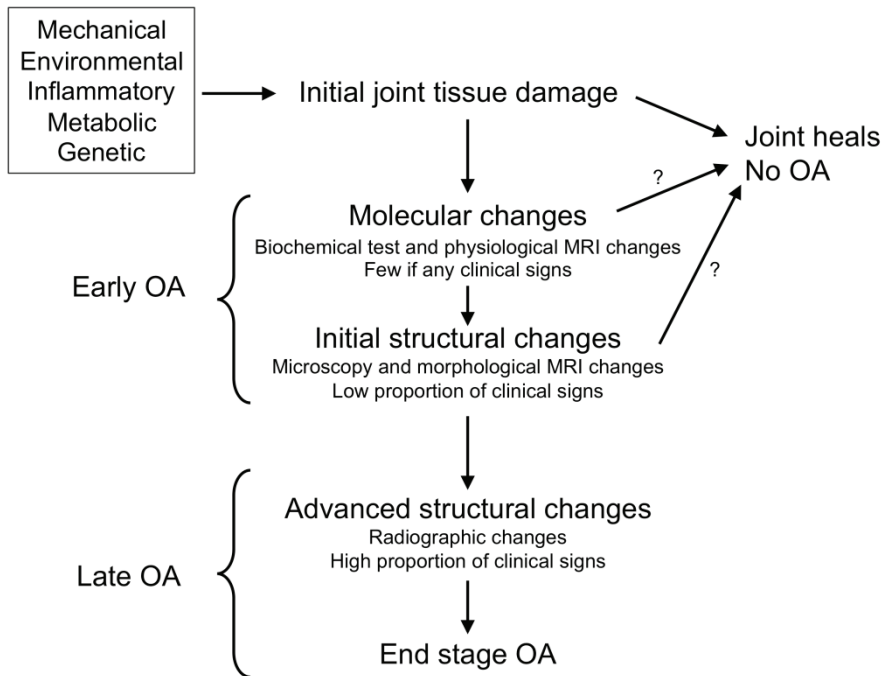 Mechanical
Environmental
Inflammatory
Metabolic
Genetic
Initial joint tissue damage
Joint heals
No OA
?
Molecular changes
Biochemical test and physiological MRI changes
Few if any clinical signs
Early OA
?
Initial structural changes
Microscopy and morphological MRI changes
Low proportion of clinical signs
Advanced structural changes
Radiographic changes
High proportion of clinical signs
Late OA
End stage OA